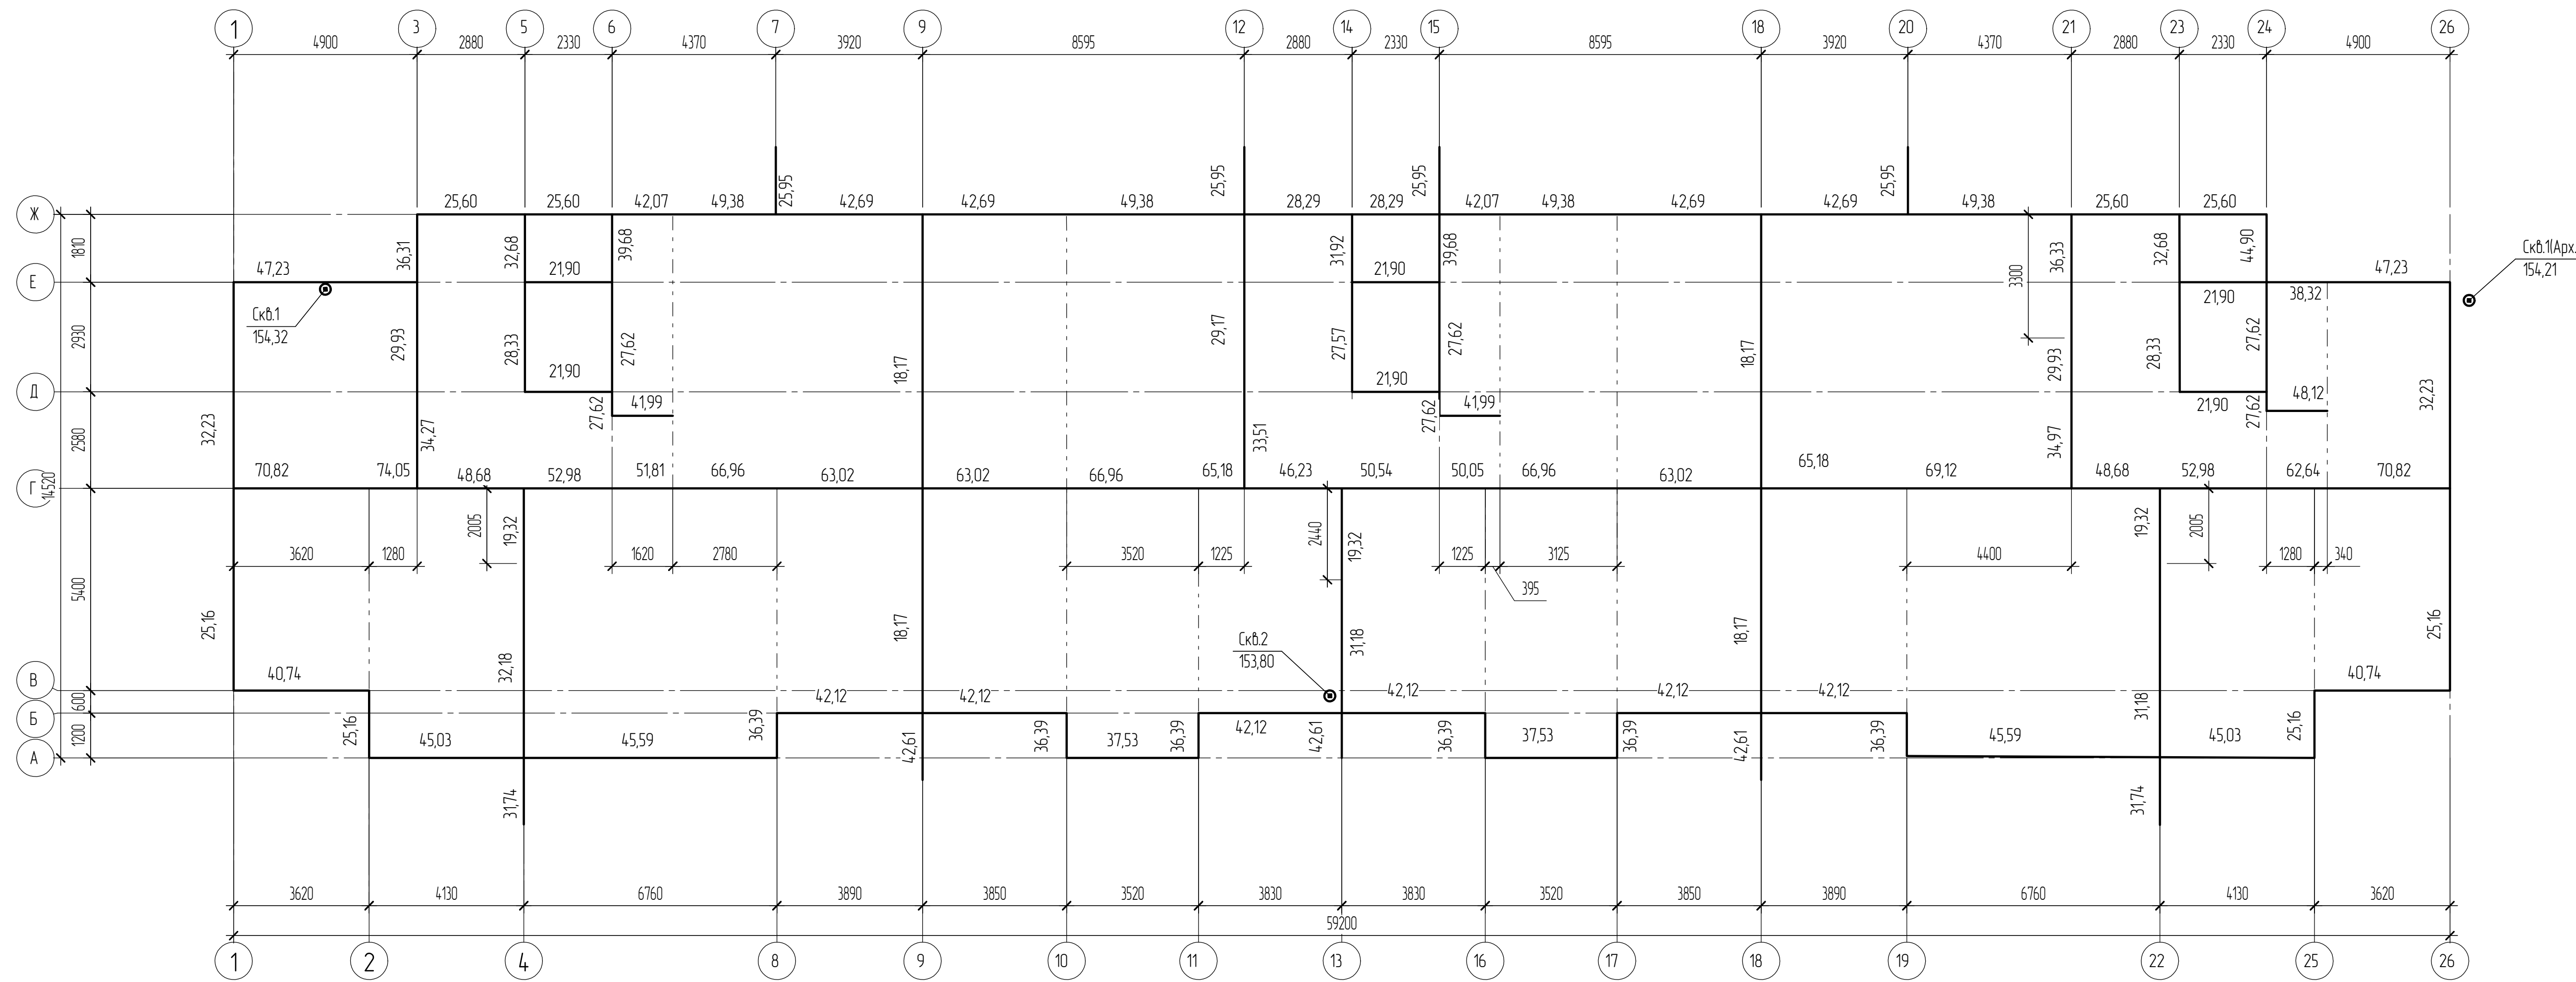 1 3 5 6 7 9 12 14 15 18 20 21 23 24 26
4900 2880 2330 4370 3920 8595 2880 2330 8595 3920 4370 2880 2330 4900
25,95 25,95 25,95 25,95
Ж 25,60 25,60 42,07 49,38 42,69 42,69 49,38 28,29 28,29 42,07 49,38 42,69 42,69 49,38 25,60 25,60
1810 36,31 32,68 39,68 31,92 39,68 36,33 32,68 44,90
Скв.1(Арх.
154,21
47,23 21,90 21,90 3300 47,23
Е 21,90 38,32
Скв.1
154,32
2930 29,93 28,33 27,62 18,17 29,17 27,57 27,62 18,17 29,93 28,33 27,62
21,90 21,90
Д 48,12 32,23
27,62 41,99 27,62 41,99 21,90 27,62
2580 32,23 34,27 33,51 34,97
14520
70,82 74,05 48,68 52,98 51,81 66,96 63,02 63,02 66,96 65,18 46,23 50,54 50,05 66,96 63,02 65,18 69,12 48,68 52,98 62,64 70,82
Г
2005 19,32 2440 19,32 19,32 2005
3620 1280 1620 2780 3520 1225 1225 3125 4400 1280 340
395
5400 25,16 18,17 31,18 18,17 25,16
Скв.2
153,80
40,74 32,18 40,74
В
600 42,12 42,12 42,12 42,12 42,12 31,18
Б
1200 25,16 45,03 45,59 36,39 42,61 36,39 37,53 36,39 42,12 42,61 36,39 37,53 36,39 42,61 36,39 45,59 45,03 25,16
А
31,74 31,74
3620 4130 6760 3890 3850 3520 3830 3830 3520 3850 3890 6760 4130 3620
59200
1 2 4 8 9 10 11 13 16 17 18 19 22 25 26